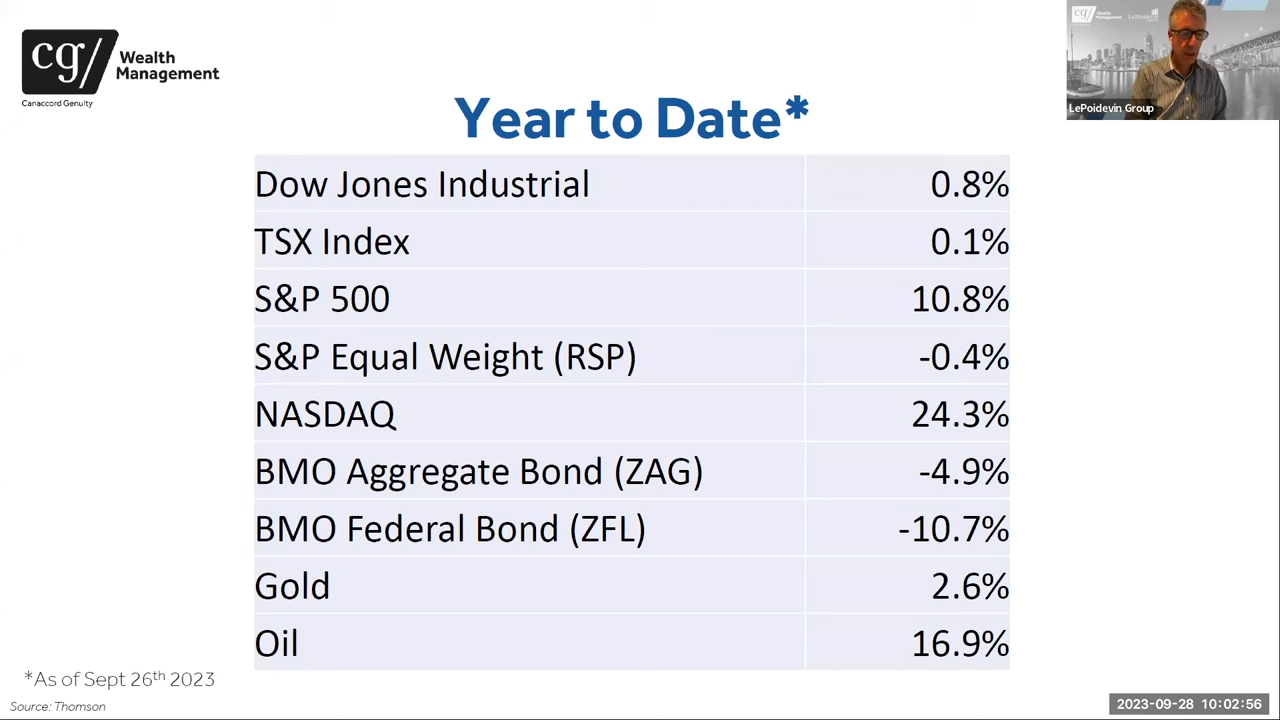 cg/ Wealth
Management
Canaccord Genuity
Year to Date*
Dow Jones Industrial 0.8%
TSX Index 0.1%
S&P 500 10.8%
S&P Equal Weight (RSP) -0.4%
NASDAQ 24.3%
BMO Aggregate Bond (ZAG) -4.9%
BMO Federal Bond (ZFL) -10.7%
Gold 2.6%
Oil 16.9%
*As of Sept 26th 2023
Source: Thomson
cg/ Wealth
Management
LePoidevin Group
2023-09-28 10:02:56